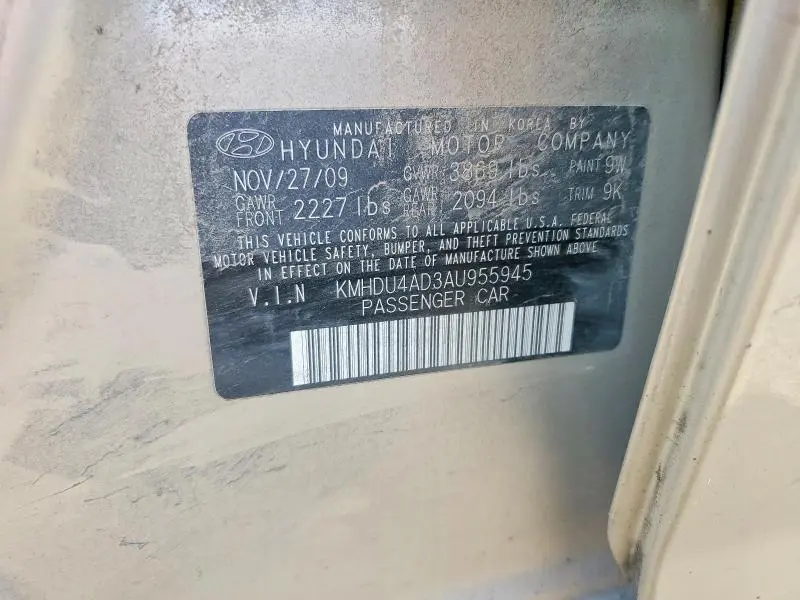 MANUFACTURED IN KOREA BY
HYUNDAI MOTOR COMPANY
NOV/27/09 GVWR 3869 lbs PAINT 9W
GAWR FRONT 2227 lbs GAWR REAR 2094 lbs TRIM 9K
THIS VEHICLE CONFORMS TO ALL APPLICABLE U.S.A. FEDERAL
MOTOR VEHICLE SAFETY, BUMPER, AND THEFT PREVENTION STANDARDS
IN EFFECT ON THE DATE OF MANUFACTURE SHOWN ABOVE
V.I.N KMHDU4AD3AU955945
PASSENGER CAR